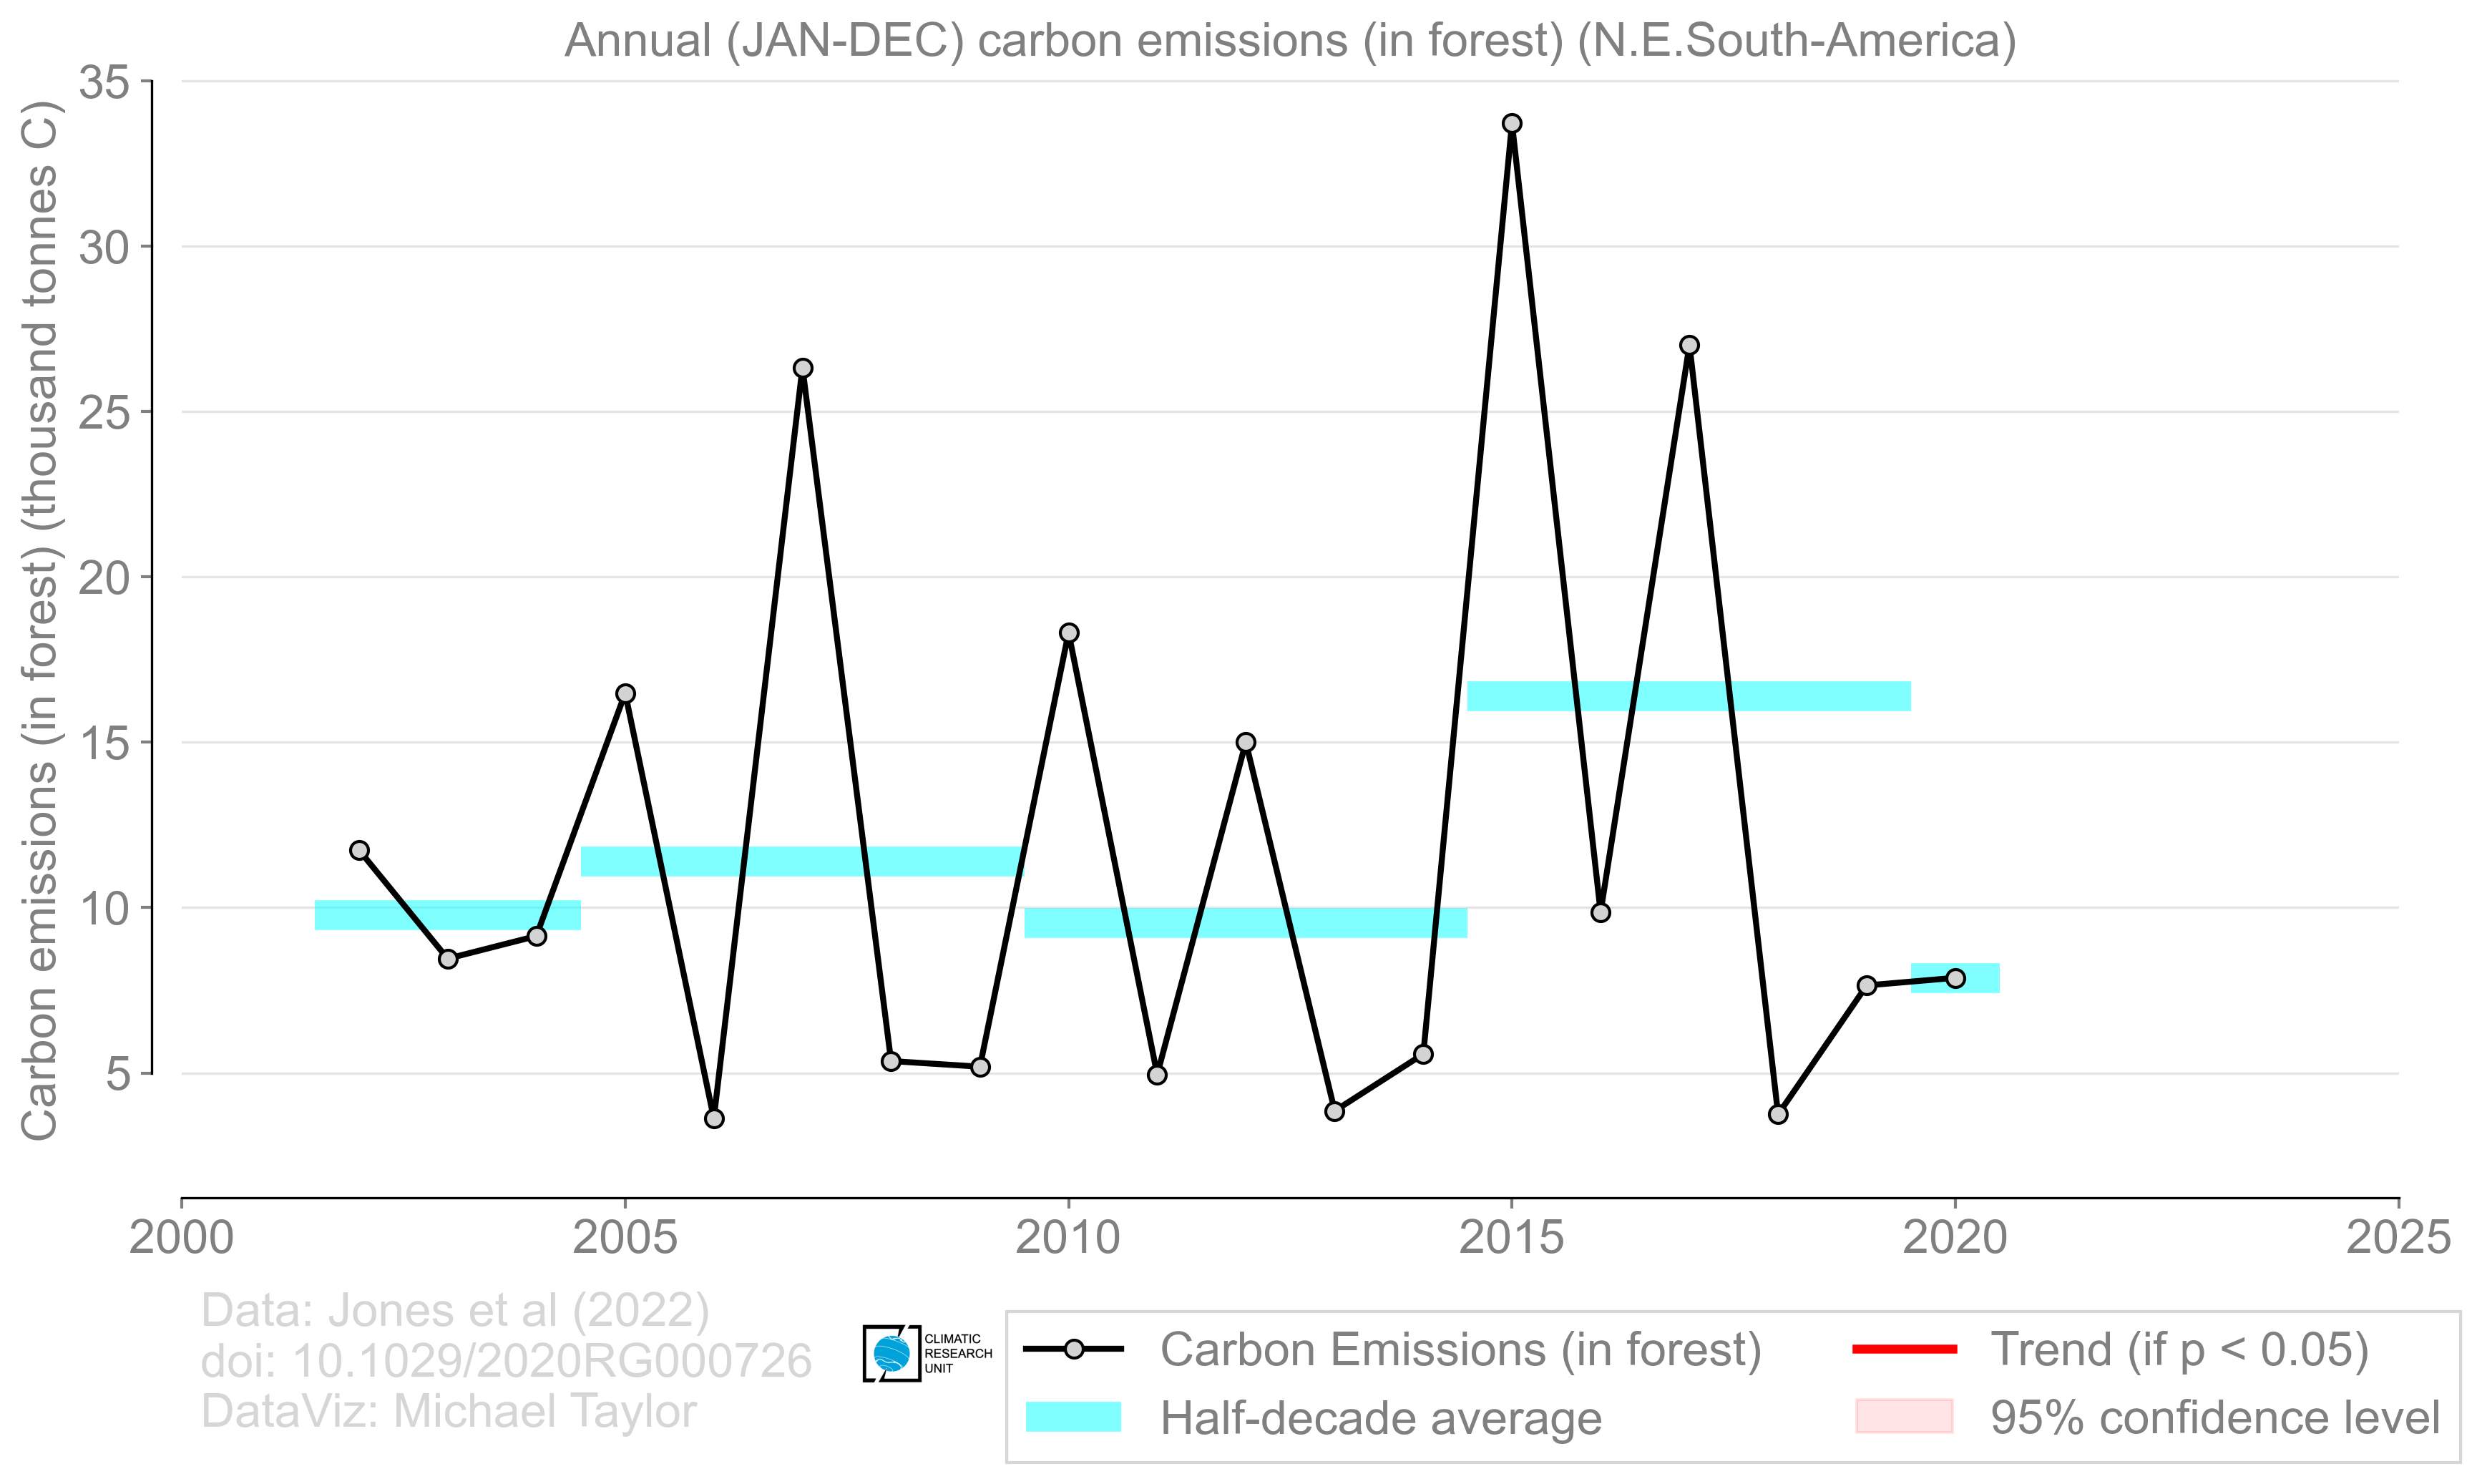 Annual (JAN-DEC) carbon emissions (in forest) (N.E.South-America)
Carbon emissions (in forest) (thousand tonnes C)
35
30
25
20
15
10
5
2000
2005
2010
2015
2020
2025
Data: Jones et al (2022)
doi: 10.1029/2020RG000726
DataViz: Michael Taylor
CLIMATIC
RESEARCH
UNIT
Carbon Emissions (in forest)
Half-decade average
Trend (if p < 0.05)
95% confidence level